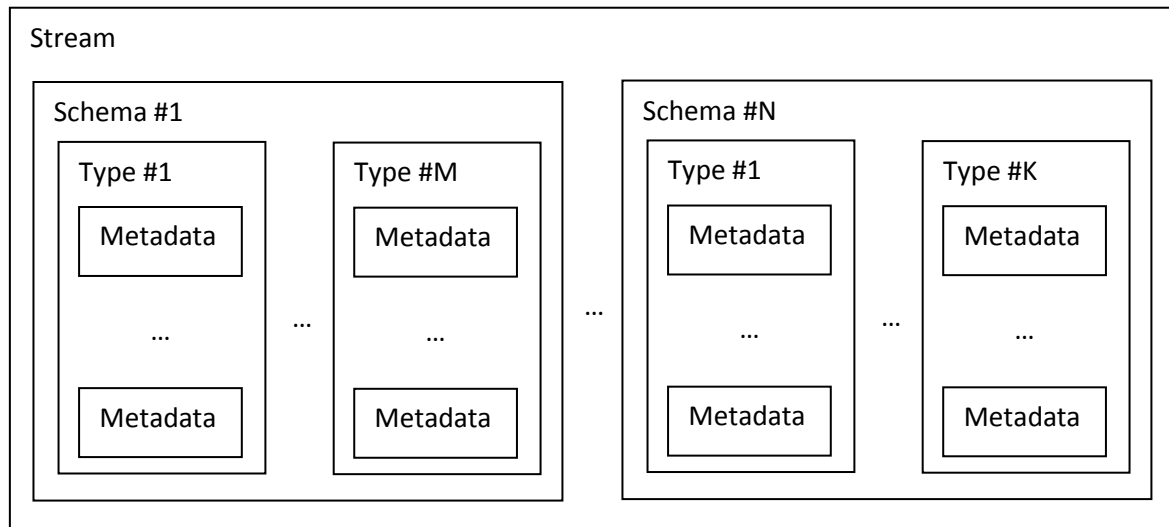 Stream
Schema #1
Schema #N
Type #1
Type #M
Type #1
Type #K
Metadata
Metadata
Metadata
Metadata
...
...
...
...
...
...
...
Metadata
Metadata
Metadata
Metadata